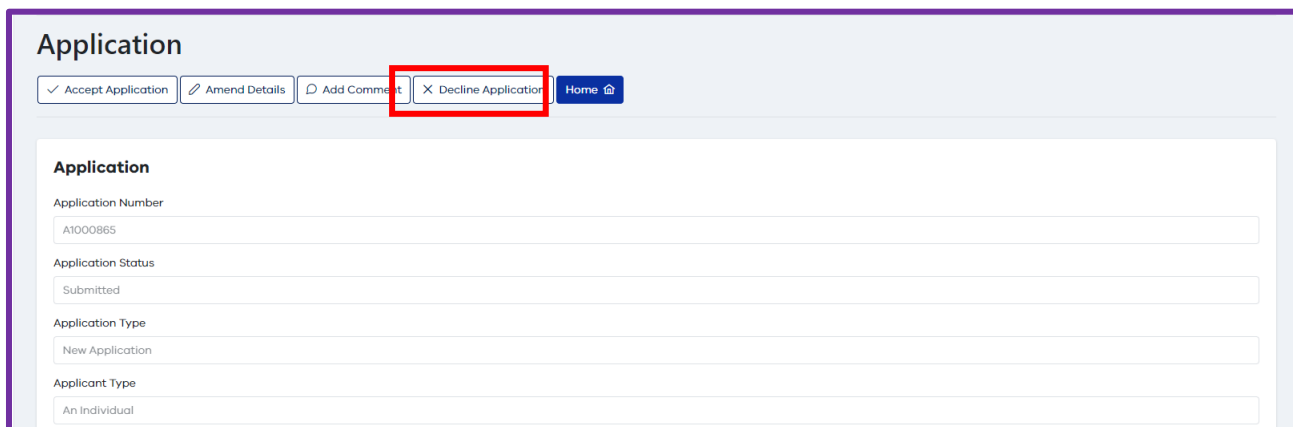 Application
Accept Application Amend Details Add Comment Decline Application Home
Application
Application Number
A1000865
Application Status
Submitted
Application Type
New Application
Applicant Type
An Individual